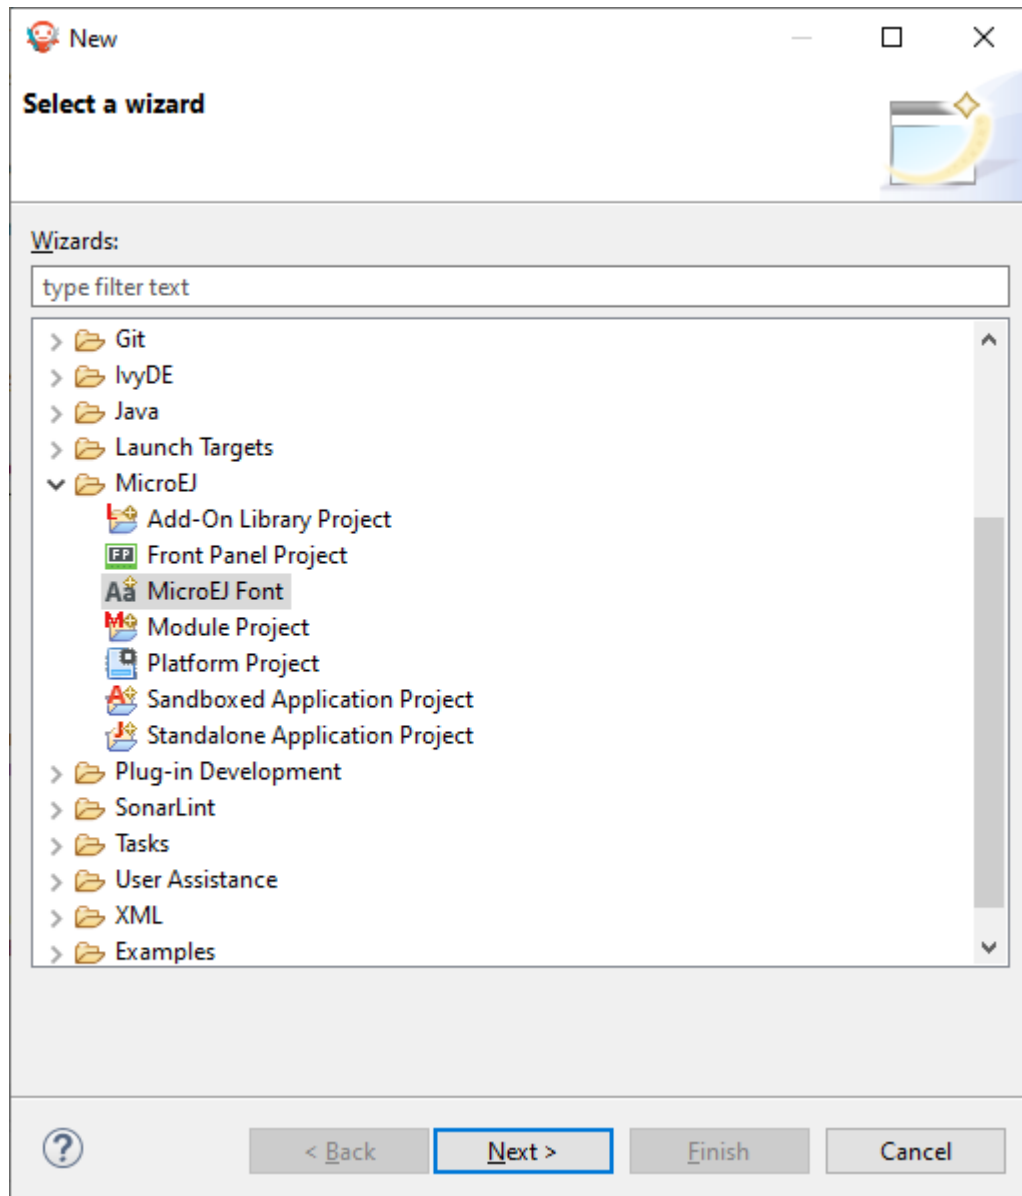 New
Select a wizard
Wizards:
type filter text
Git
IvyDE
Java
Launch Targets
MicroEJ
Add-On Library Project
FP Front Panel Project
Aa MicroEJ Font
Module Project
Platform Project
Sandboxed Application Project
Standalone Application Project
Plug-in Development
SonarLint
Tasks
User Assistance
XML
Examples
? < Back Next > Finish Cancel